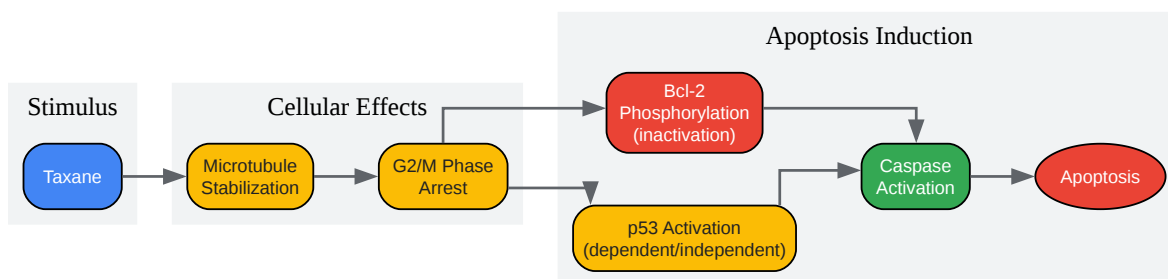 Apoptosis Induction
Stimulus
Cellular Effects
Taxane
Microtubule
Stabilization
G2/M Phase
Arrest
Bcl-2
Phosphorylation
(inactivation)
p53 Activation
(dependent/independent)
Caspase
Activation
Apoptosis